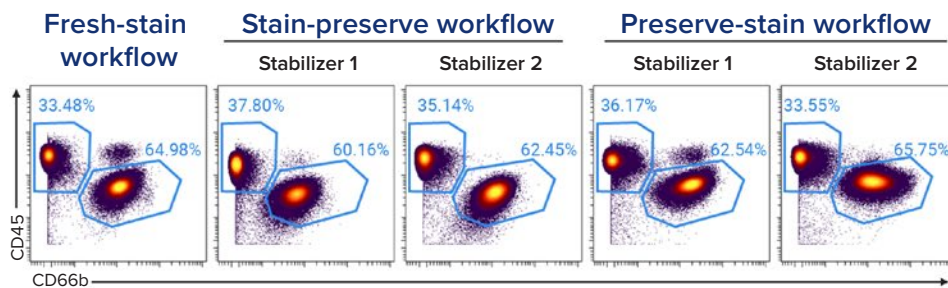 Fresh-stain
workflow
Stain-preserve workflow
Preserve-stain workflow
Stabilizer 1
Stabilizer 2
Stabilizer 1
Stabilizer 2
33.48%
64.98%
37.80%
60.16%
35.14%
62.45%
36.17%
62.54%
33.55%
65.75%
CD45
CD66b